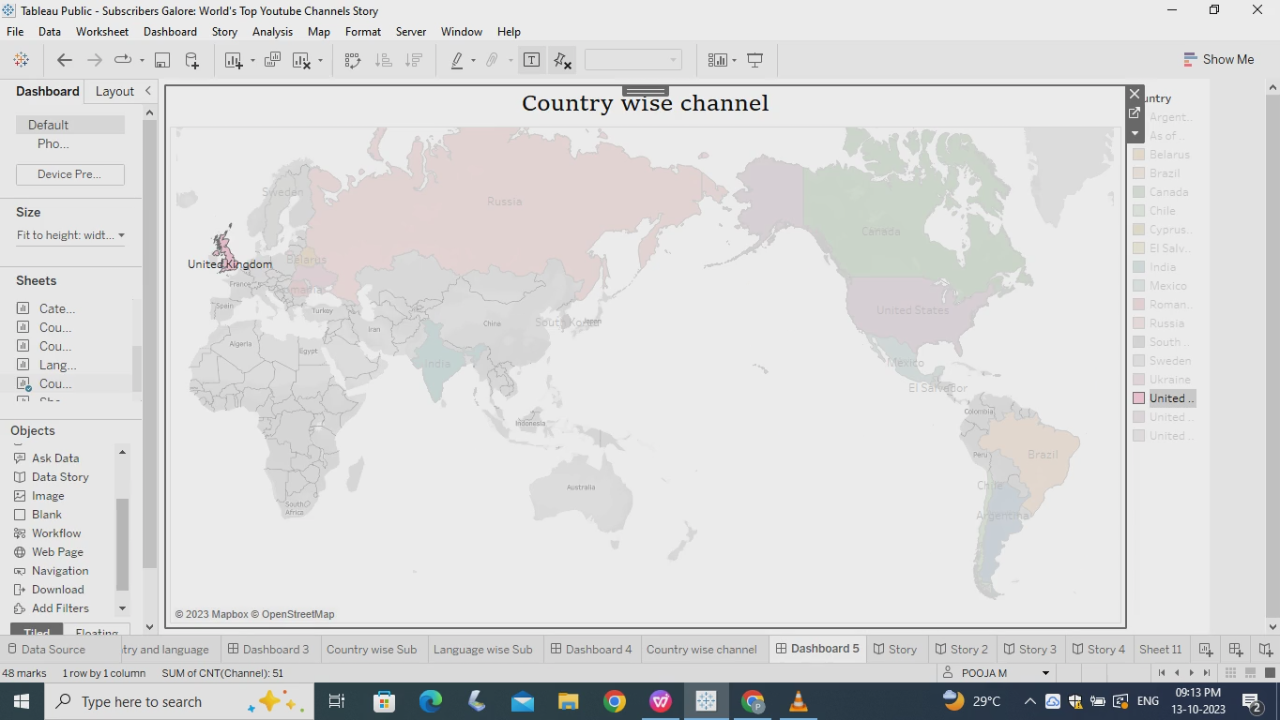 Tableau Public - Subscribers Galore: World's Top Youtube Channels Story
File Data Worksheet Dashboard Story Analysis Map Format Server Window Help
Show Me
Dashboard Layout
Default
Pho...
Device Pre...
Size
Fit to height: widt...
Sheets
Cate...
Cou...
Cou...
Lang...
Cou...
Objects
Ask Data
Data Story
Image
Blank
Workflow
Web Page
Navigation
Download
Add Filters
Tiled Floating
Country wise channel
Sweden
Russia
Canada
United Kingdom
Belarus
France
Spain
Turkey
Iran
China
South Korea
United States
Algeria
Egypt
India
Mexico
El Salvador
Colombia
Indonesia
Peru
Brazil
Australia
Chile
South
Africa
Argentina
© 2023 Mapbox © OpenStreetMap
untry
Argent..
As of ..
Belarus
Brazil
Canada
Chile
Cyprus..
El Salv..
India
Mexico
Roman..
Russia
South ..
Sweden
Ukraine
United ..
United ..
United ..
Data Source try and language Dashboard 3 Country wise Sub Language wise Sub Dashboard 4 Country wise channel Dashboard 5 Story Story 2 Story 3 Story 4 Sheet 11
48 marks 1 row by 1 column SUM of CNT(Channel): 51 POOJA M
Type here to search
29°C
ENG
09:13 PM
13-10-2023
2